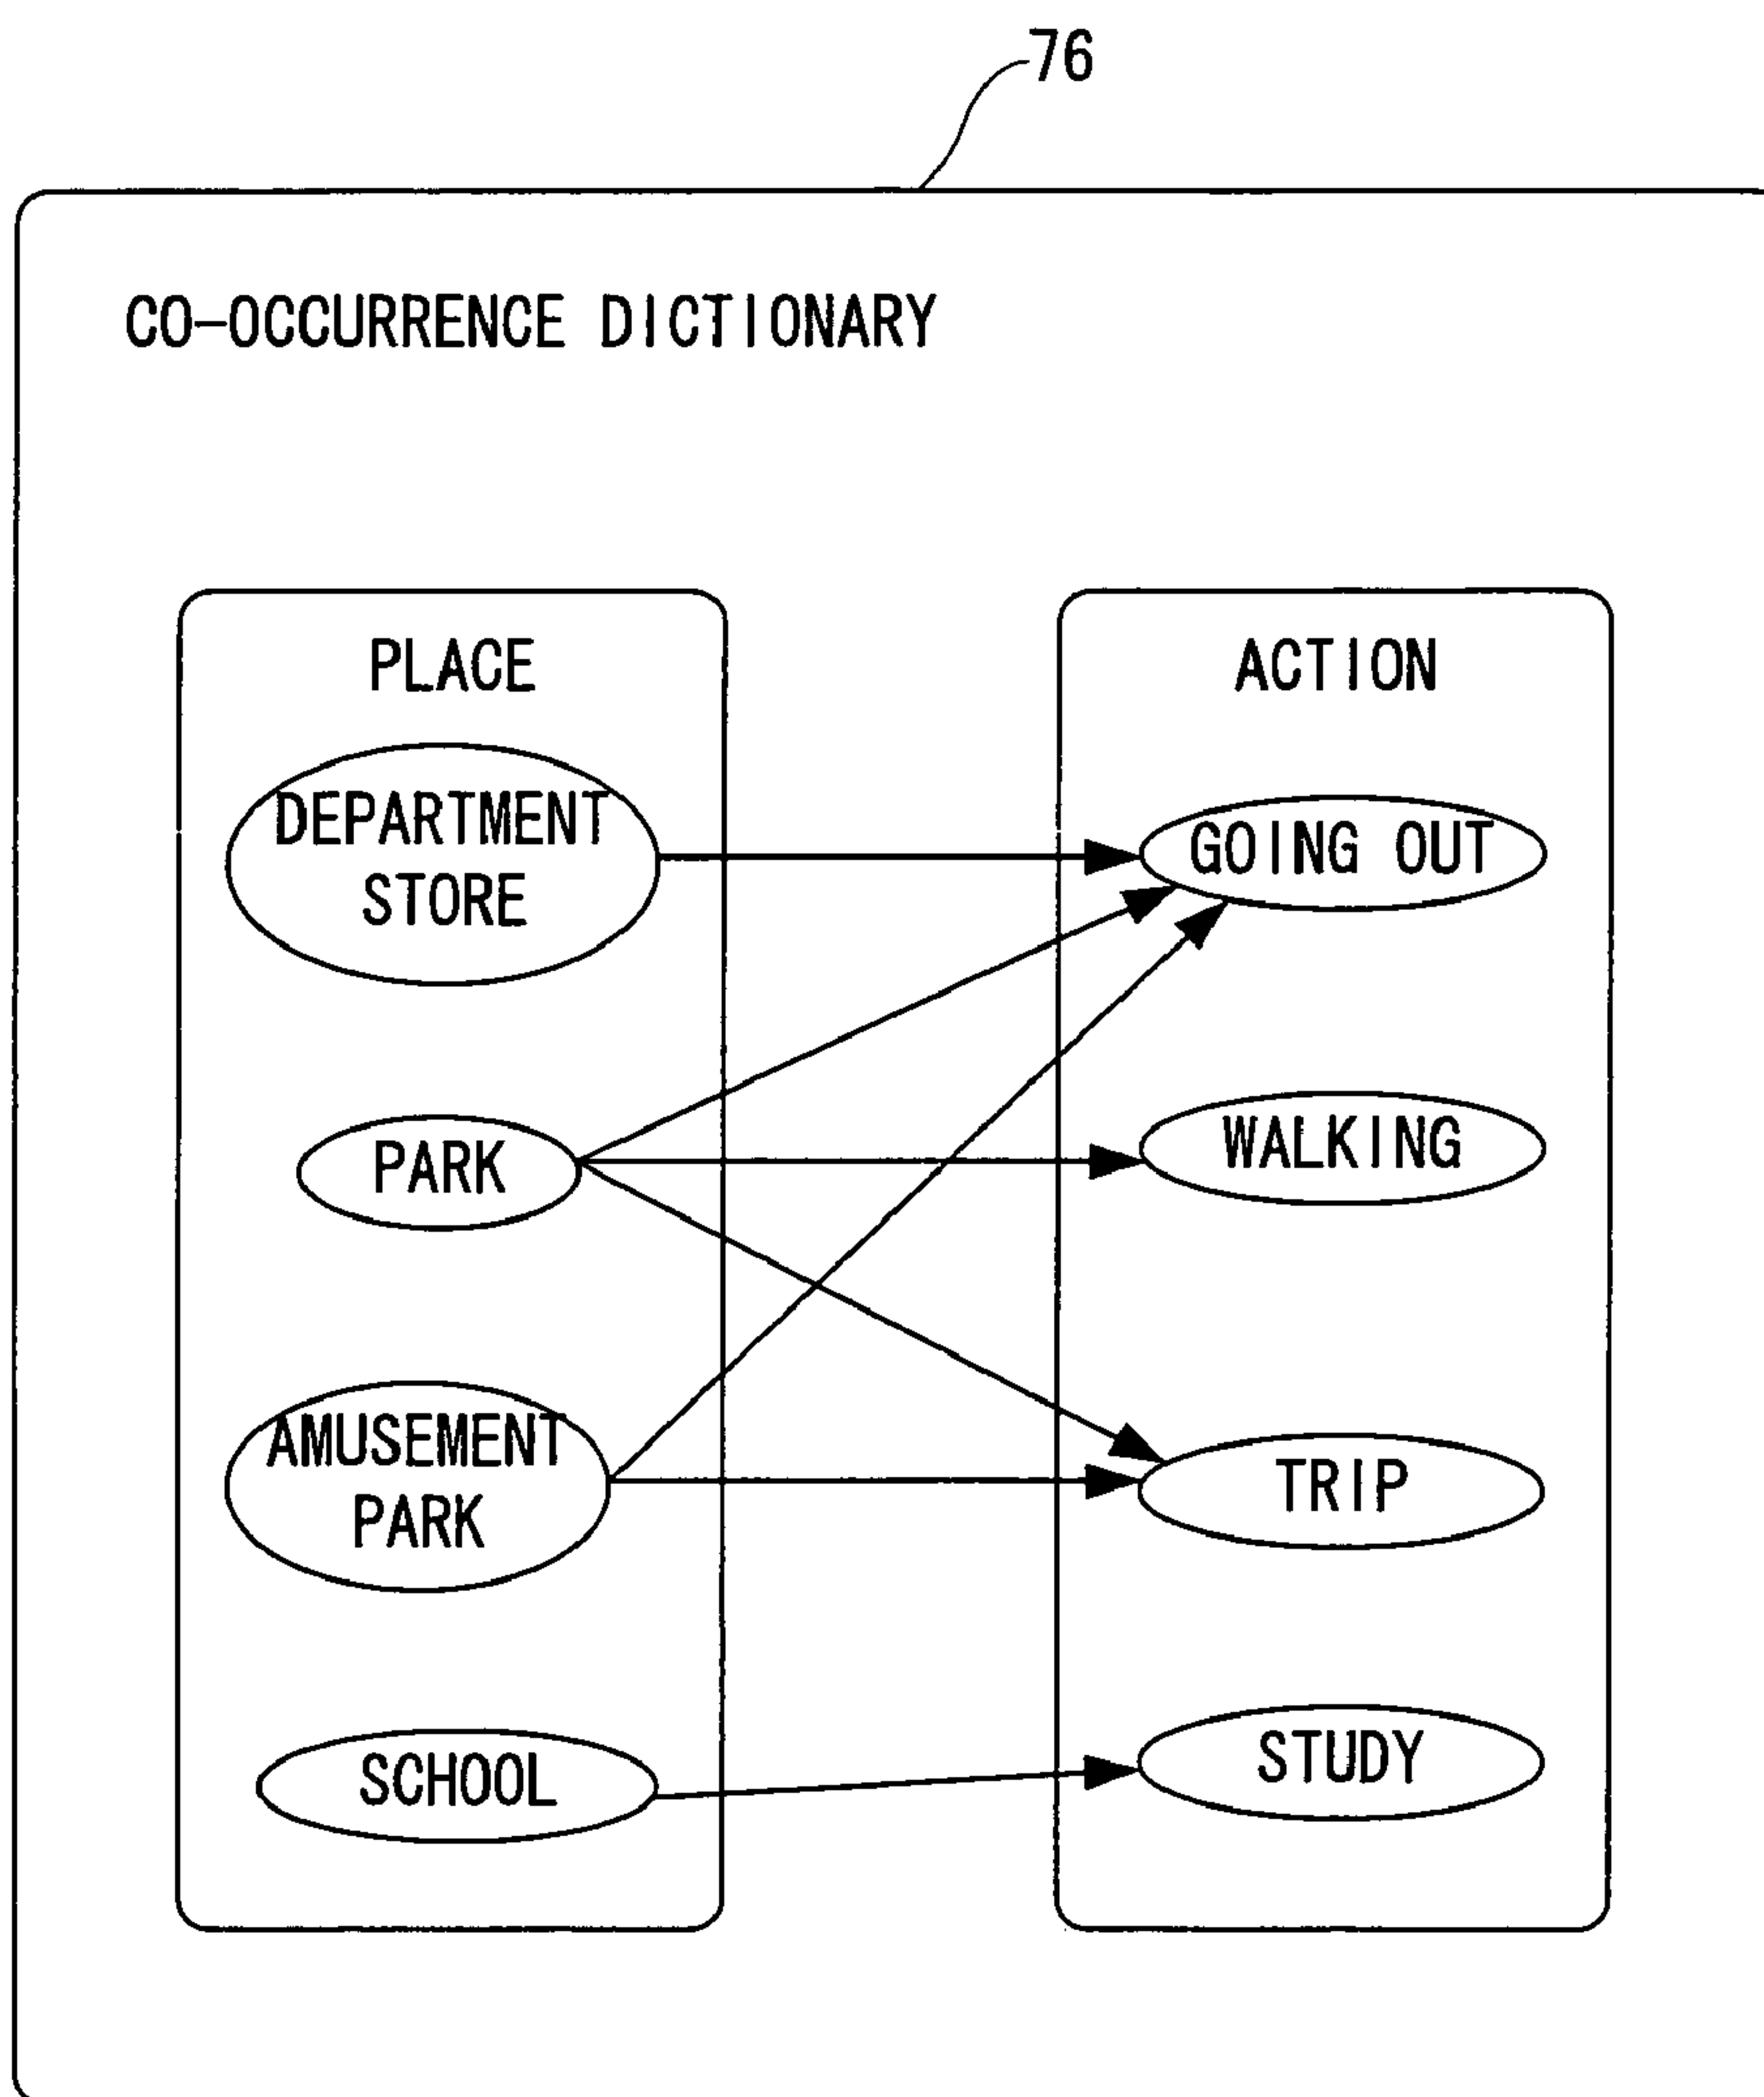 76
CO-OCCURRENCE DICTIONARY
PLACE
DEPARTMENT
STORE
PARK
AMUSEMENT
PARK
SCHOOL
ACTION
GOING OUT
WALKING
TRIP
STUDY